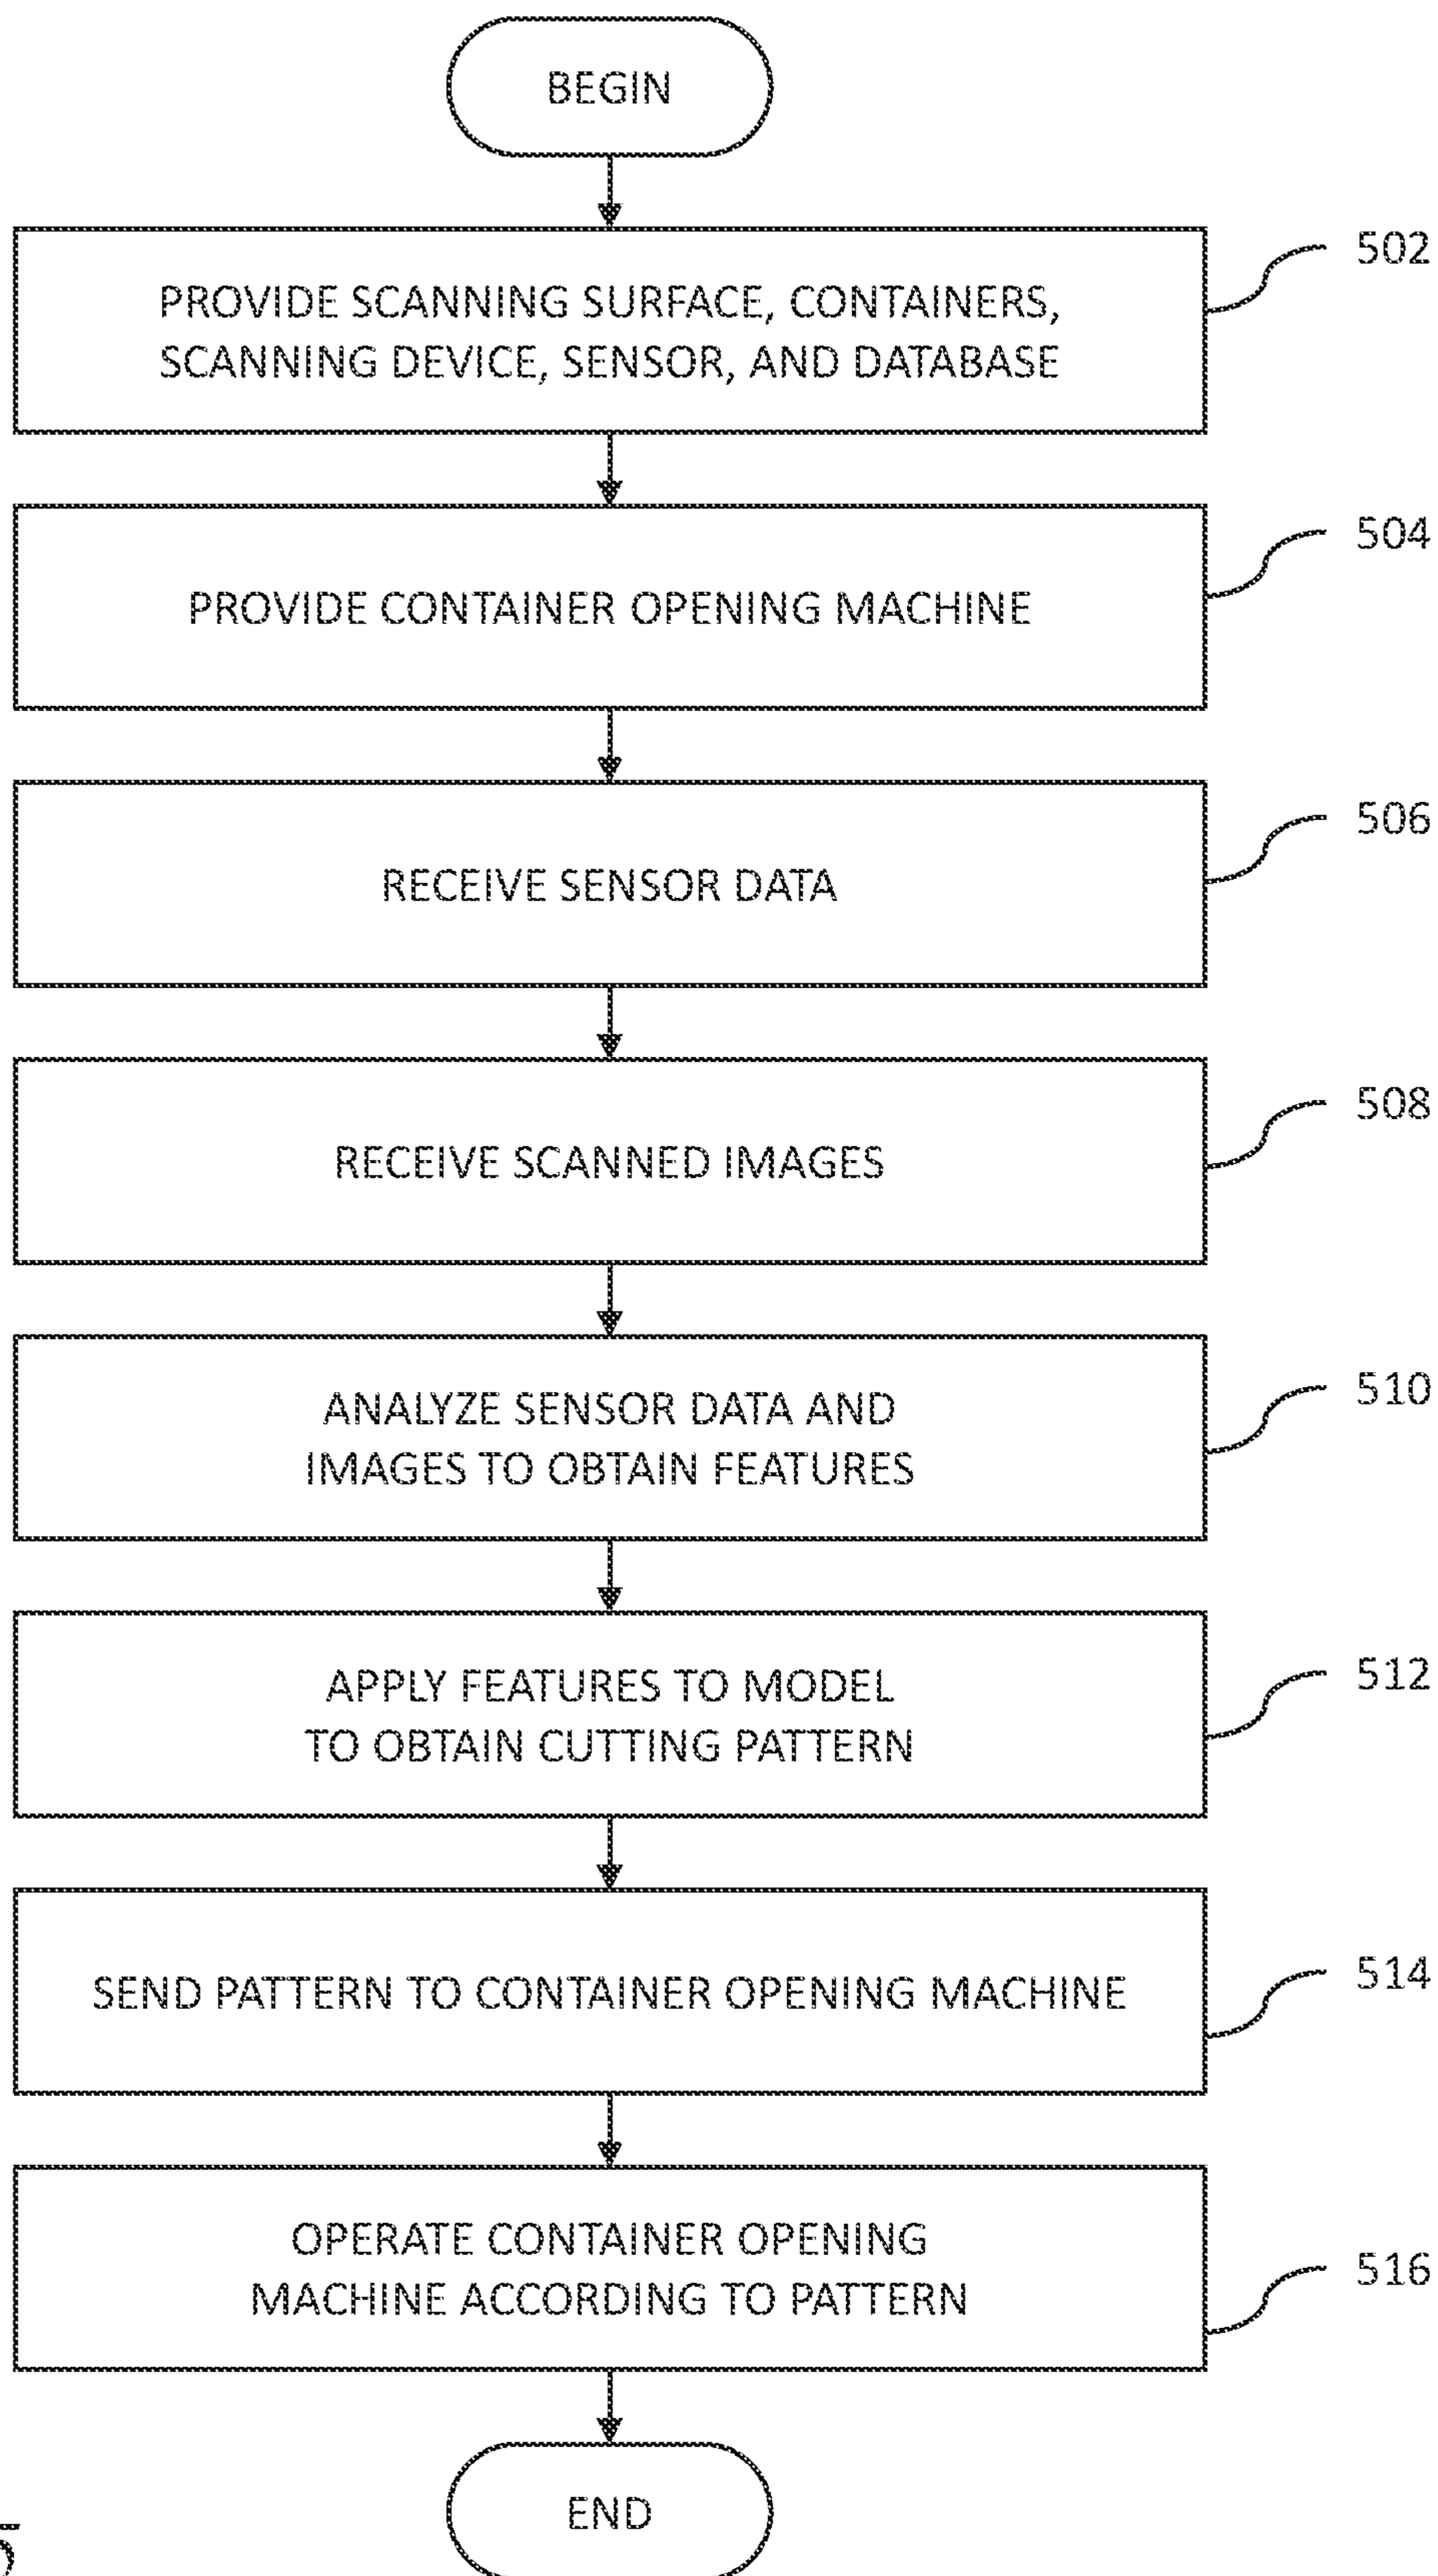 BEGIN
PROVIDE SCANNING SURFACE, CONTAINERS,
SCANNING DEVICE, SENSOR, AND DATABASE
502
PROVIDE CONTAINER OPENING MACHINE
504
RECEIVE SENSOR DATA
506
RECEIVE SCANNED IMAGES
508
ANALYZE SENSOR DATA AND
IMAGES TO OBTAIN FEATURES
510
APPLY FEATURES TO MODEL
TO OBTAIN CUTTING PATTERN
512
SEND PATTERN TO CONTAINER OPENING MACHINE
514
OPERATE CONTAINER OPENING
MACHINE ACCORDING TO PATTERN
516
END